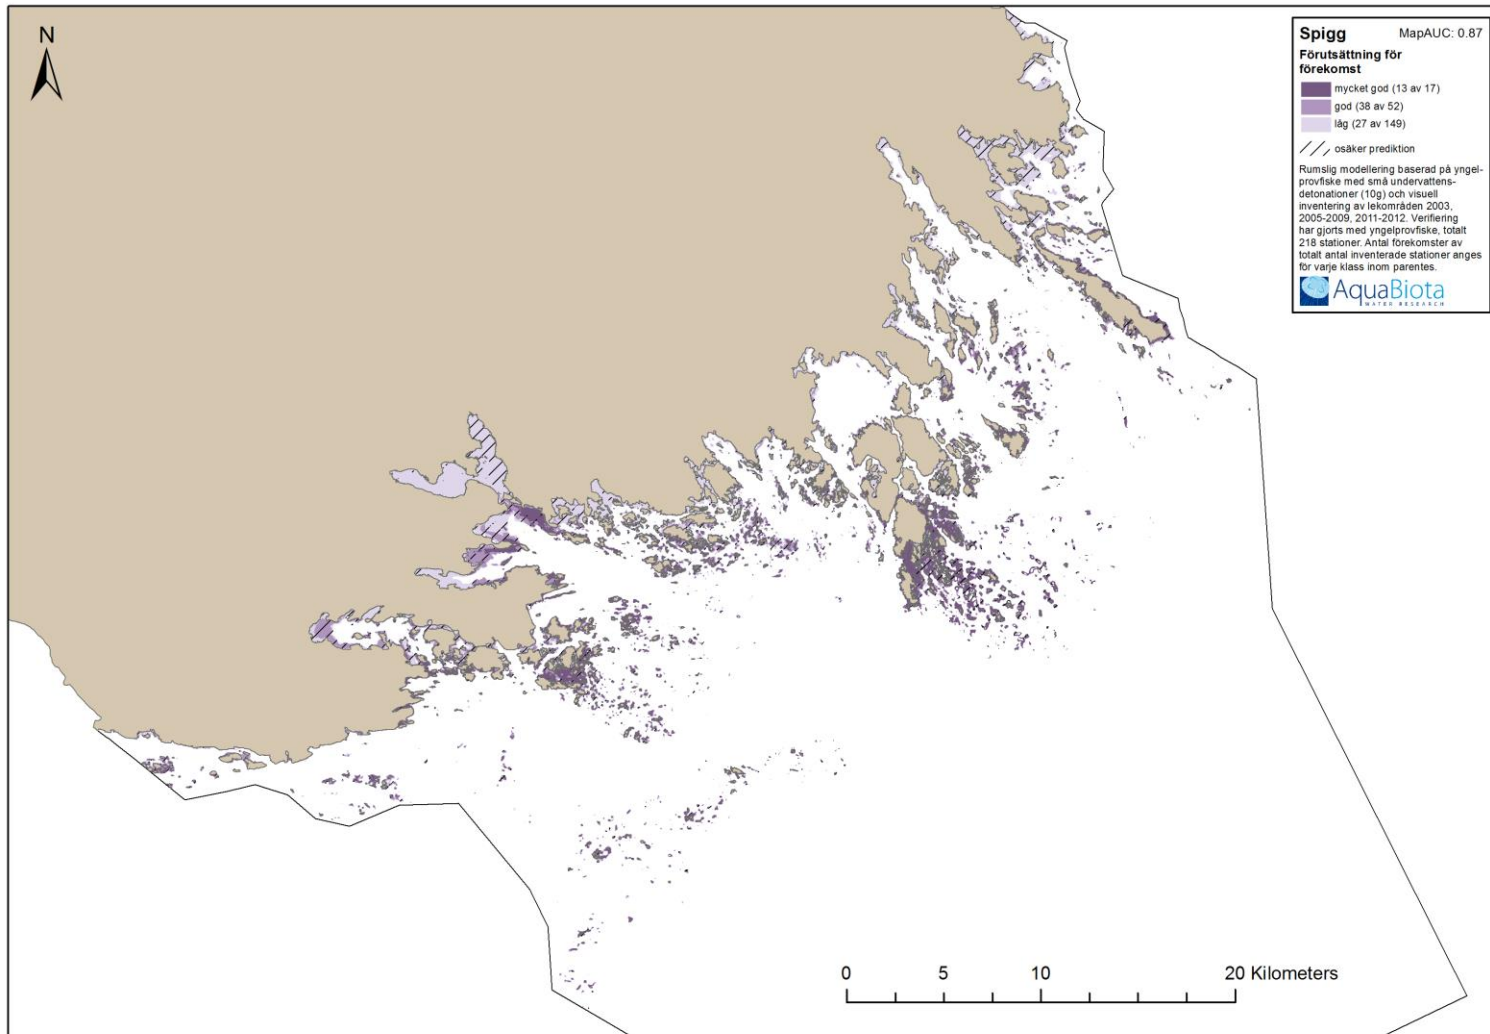 N
Spigg MapAUC: 0.87
Förutsättning för
förekomst
mycket god (13 av 17)
god (38 av 52)
låg (27 av 149)
osäker prediktion
Rumslig modellering baserad på yngel-
provfiske med små undervattens-
detonationer (10g) och visuell
inventering av lekområden 2003,
2005-2009, 2011-2012. Verifiering
har gjorts med yngelprovfiske, totalt
218 stationer. Antal förekomster av
totalt antal inventerade stationer anges
för varje klass inom parentes.
AquaBiota
WATER RESEARCH
0 5 10 20 Kilometers